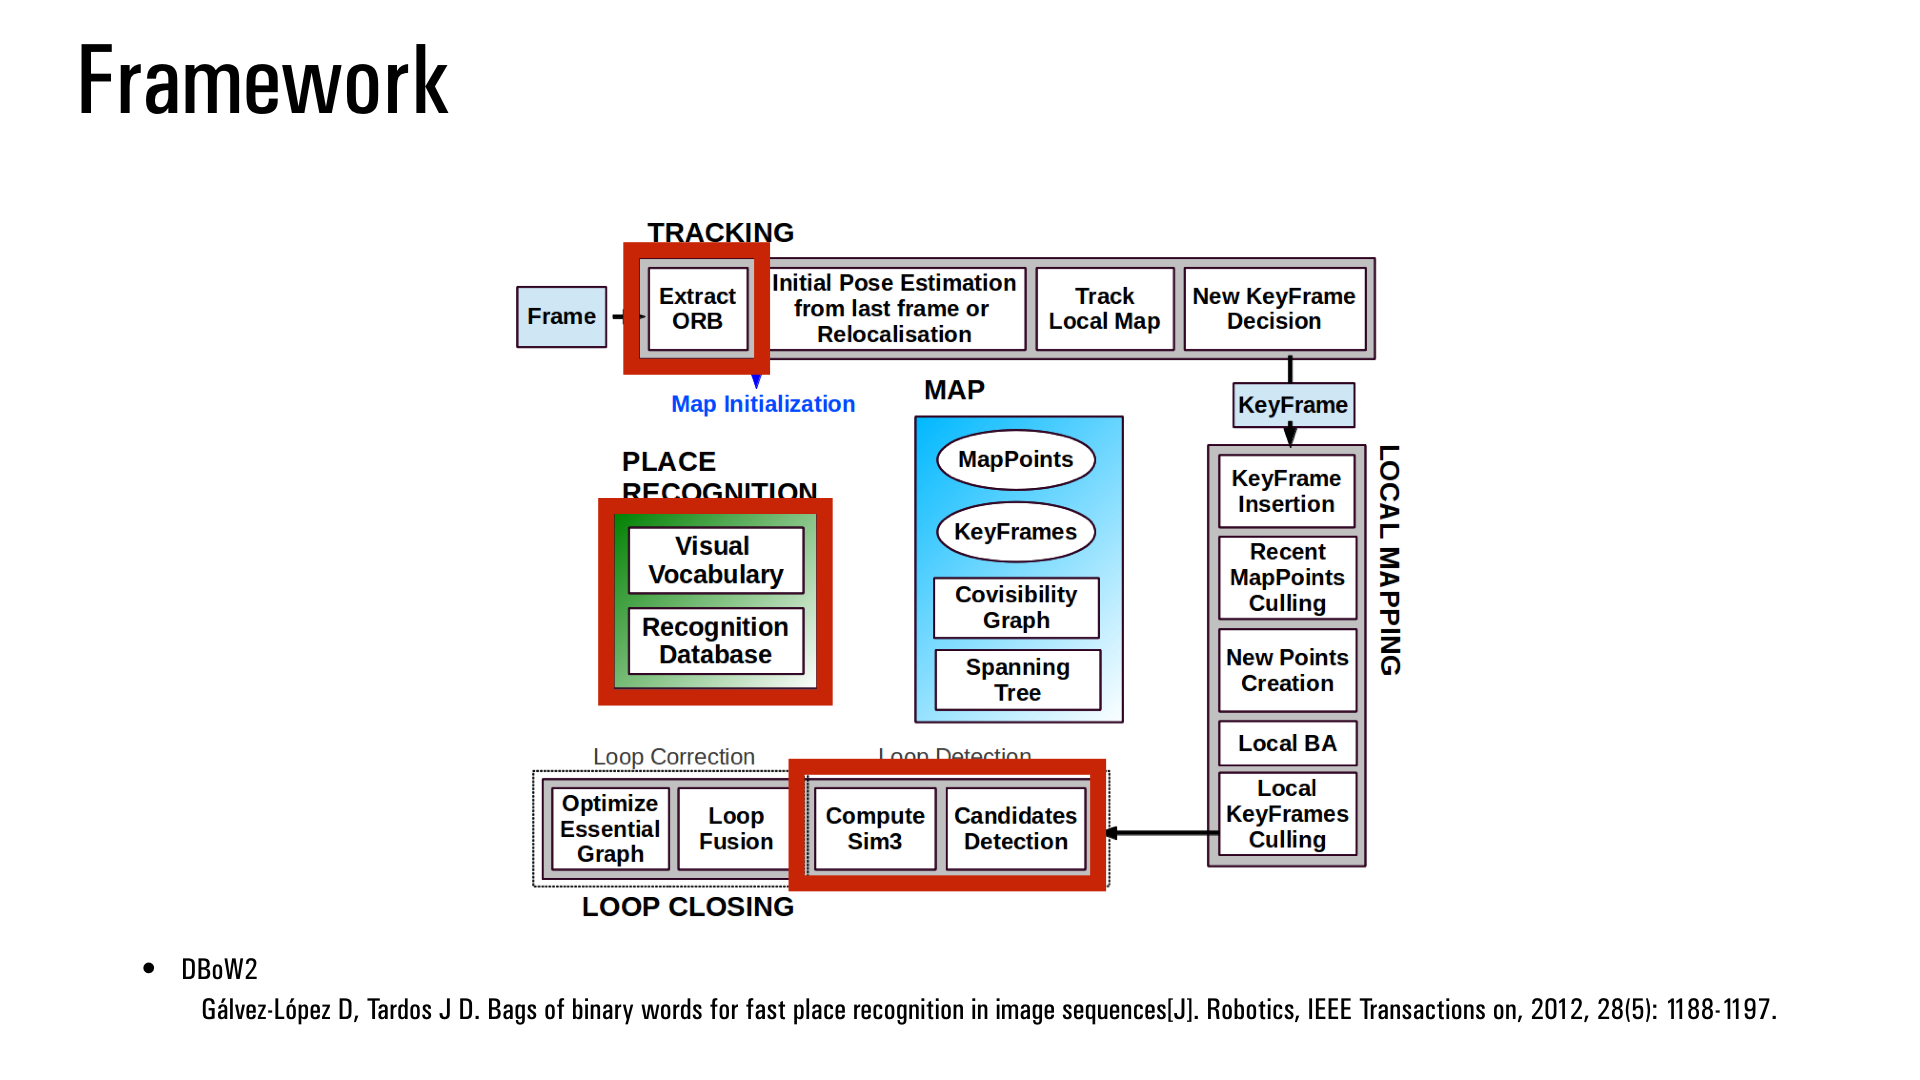 Framework
TRACKING
Frame
Extract
ORB
Initial Pose Estimation
from last frame or
Relocalisation
Track
Local Map
New KeyFrame
Decision
Map Initialization
MAP
KeyFrame
PLACE
RECOGNITION
Visual
Vocabulary
Recognition
Database
MapPoints
KeyFrames
Covisibility
Graph
Spanning
Tree
LOCAL MAPPING
KeyFrame
Insertion
Recent
MapPoints
Culling
New Points
Creation
Local BA
Local
KeyFrames
Culling
Loop Correction
Loop Detection
Optimize
Essential
Graph
Loop
Fusion
Compute
Sim3
Candidates
Detection
LOOP CLOSING
• DBoW2
Gálvez-López D, Tardos J D. Bags of binary words for fast place recognition in image sequences[J]. Robotics, IEEE Transactions on, 2012, 28(5): 1188-1197.